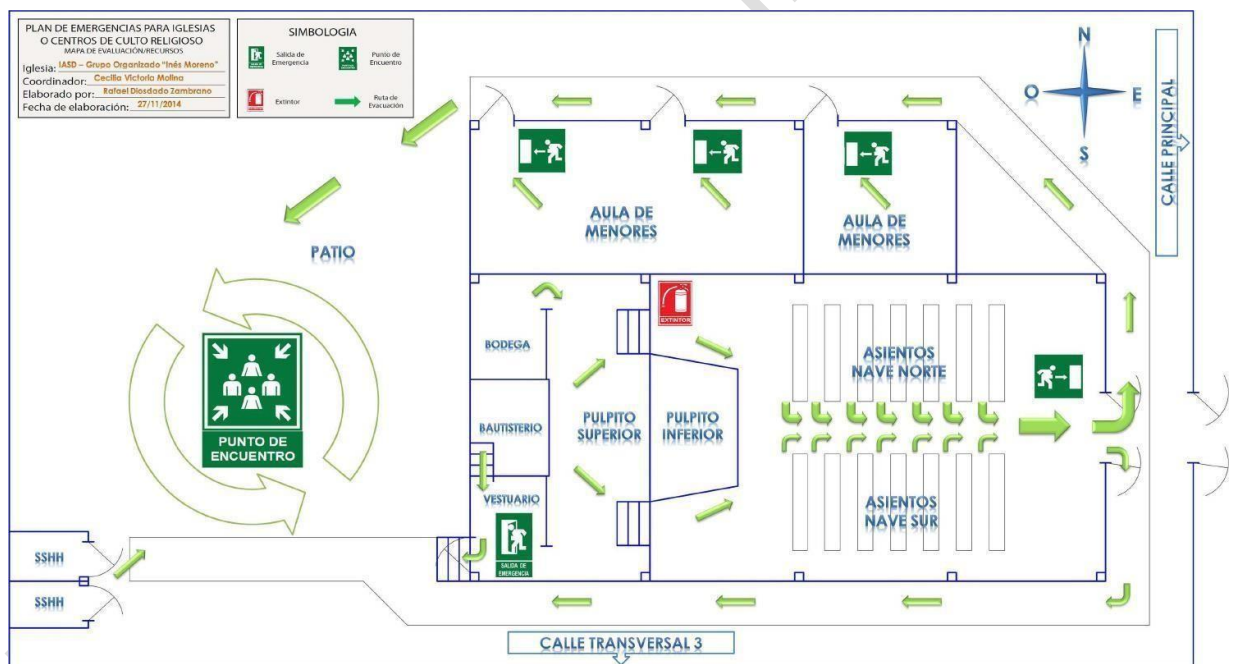 PLAN DE EMERGENCIAS PARA IGLESIAS
O CENTROS DE CULTO RELIGIOSO
MAPA DE EVALUACIÓN/RECURSOS
Iglesia: IASD – Grupo Organizado "Inés Moreno"
Coordinador: Cecilia Victoria Molina
Elaborado por: Rafael Diosdado Zambrano
Fecha de elaboración: 27/11/2014
SIMBOLOGIA
Salida de
Emergencia
Punto de
Encuentro
Extintor
Ruta de
Evacuación
N
O
E
S
CALLE PRINCIPAL
AULA DE
MENORES
AULA DE
MENORES
PATIO
EXTINTOR
BODEGA
ASIENTOS
NAVE NORTE
PUNTO DE
ENCUENTRO
BAUTISTERIO
PULPITO
SUPERIOR
PULPITO
INFERIOR
VESTUARIO
ASIENTOS
NAVE SUR
SALIDA DE
EMERGENCIA
SSHH
SSHH
CALLE TRANSVERSAL 3